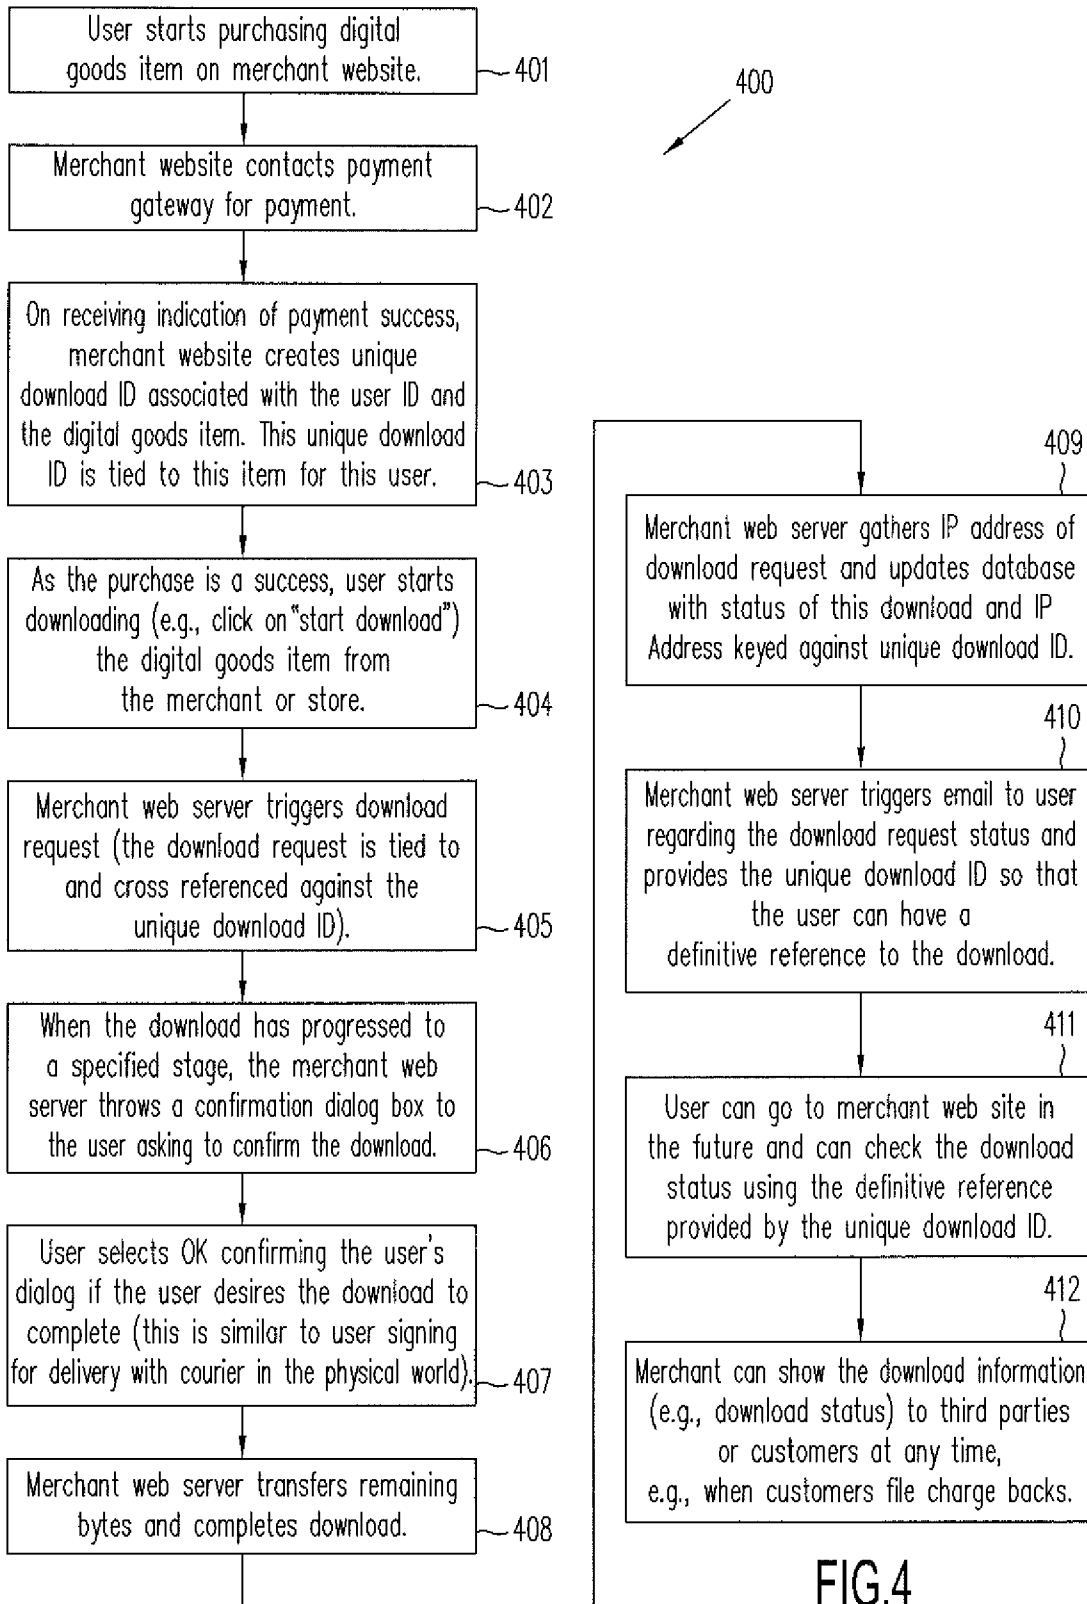 User starts purchasing digital
goods item on merchant website.
401
400
Merchant website contacts payment
gateway for payment.
402
On receiving indication of payment success,
merchant website creates unique
download ID associated with the user ID and
the digital goods item. This unique download
ID is tied to this item for this user.
403
As the purchase is a success, user starts
downloading (e.g., click on "start download")
the digital goods item from
the merchant or store.
404
Merchant web server triggers download
request (the download request is tied to
and cross referenced against the
unique download ID).
405
When the download has progressed to
a specified stage, the merchant web
server throws a confirmation dialog box to
the user asking to confirm the download.
406
User selects OK confirming the user's
dialog if the user desires the download to
complete (this is similar to user signing
for delivery with courier in the physical world).
407
Merchant web server transfers remaining
bytes and completes download.
408
409
Merchant web server gathers IP address of
download request and updates database
with status of this download and IP
Address keyed against unique download ID.
410
Merchant web server triggers email to user
regarding the download request status and
provides the unique download ID so that
the user can have a
definitive reference to the download.
411
User can go to merchant web site in
the future and can check the download
status using the definitive reference
provided by the unique download ID.
412
Merchant can show the download information
(e.g., download status) to third parties
or customers at any time,
e.g., when customers file charge backs.
FIG.4